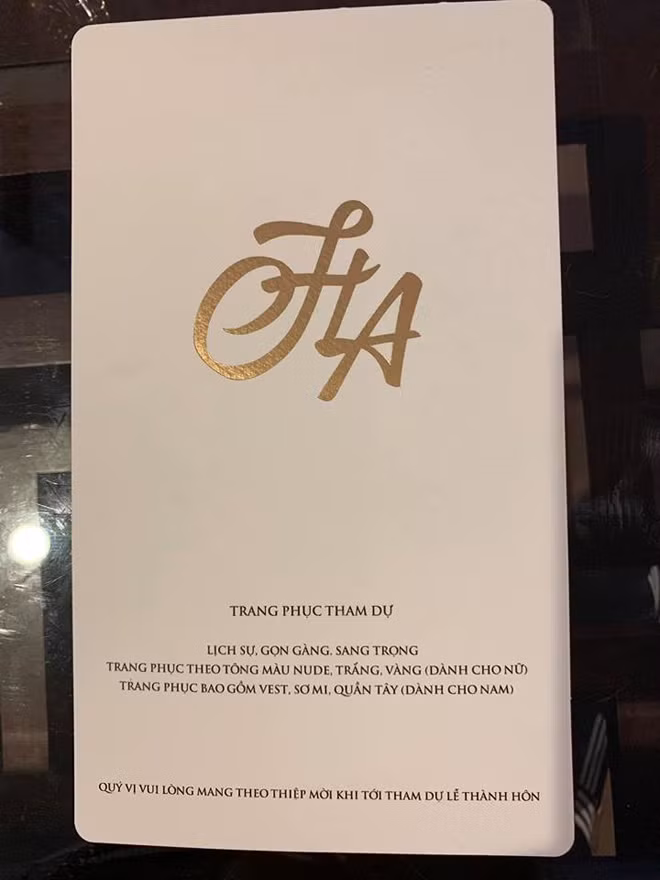 OHA
TRANG PHỤC THAM DỰ
LỊCH SỰ, GỌN GÀNG. SANG TRỌNG
TRANG PHỤC THEO TÔNG MÀU NUDE, TRẮNG, VÀNG (DÀNH CHO NỮ)
TRANG PHỤC BAO GỒM VEST, SƠ MI, QUẦN TÂY (DÀNH CHO NAM)
QUÝ VỊ VUI LÒNG MANG THEO THIỆP MỜI KHI TỚI THAM DỰ LỄ THÀNH HÔN